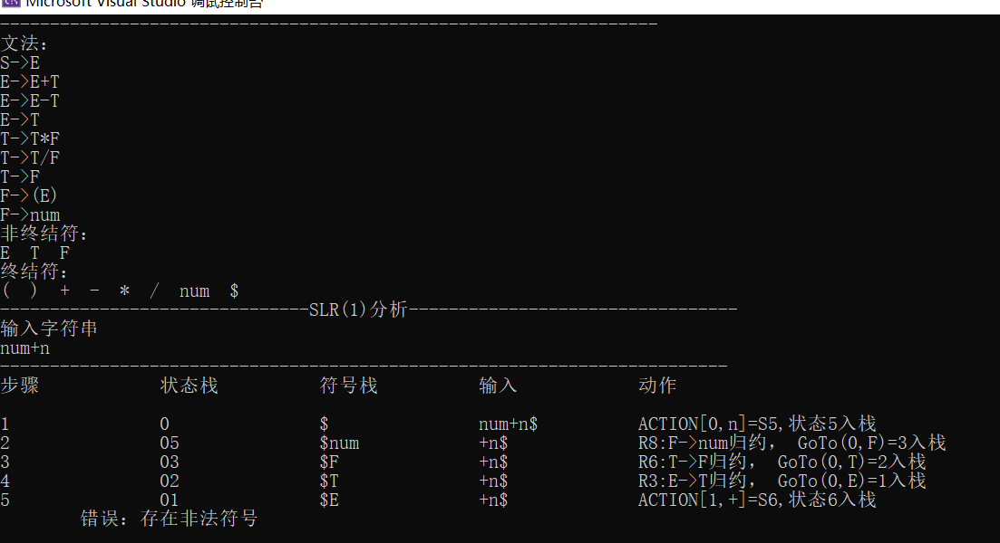 Microsoft Visual Studio 调试控制台
------------------------------------------------------------------
文法:
S->E
E->E+T
E->E-T
E->T
T->T*F
T->T/F
T->F
F->(E)
F->num
非终结符:
E  T  F
终结符:
(  )  +  -  *  /  num  $
-------------------------------SLR(1)分析---------------------------------
输入字符串
num+n
-------------------------------------------------------------------------
步骤 状态栈 符号栈 输入 动作
1 0 $ num+n$ ACTION[0,n]=S5,状态5入栈
2 05 $num +n$ R8:F->num归约, GoTo(0,F)=3入栈
3 03 $F +n$ R6:T->F归约, GoTo(0,T)=2入栈
4 02 $T +n$ R3:E->T归约, GoTo(0,E)=1入栈
5 01 $E +n$ ACTION[1,+]=S6,状态6入栈
错误: 存在非法符号